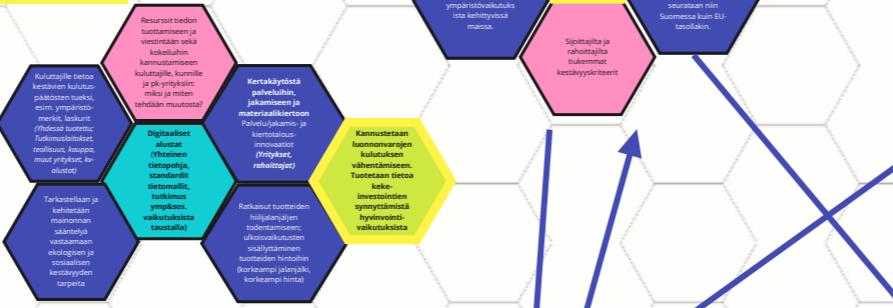 Resurssit tiedon
tuottamiseen ja
viestintään sekä
kokeiluihin
kannustamiseen
kuluttajille, kunnille
ja pk-yrityksiin:
miksi ja miten
tehdään muutosta?
Kuluttajille tietoa
kestävien kulutus-
päätösten tueksi,
esim. ympäristö-
merkit, laskurit
(Yhdessä tuotettu;
Tutkimuslaitokset,
teollisuus, kauppa,
muut yritykset, kv-
alustat)
Digitaaliset
alustat
(Yhteinen
tietopohja,
standardit
tietomallit,
tutkimus
ymp&sos.
vaikutuksista
taustalla)
Kertakäytöstä
palveluihin,
jakamiseen ja
materiaalikiertoon
Palvelu/jakamis- ja
kiertotalous-
innovaatiot
(Yritykset,
rahoittajat)
Kannustetaan
luonnonvarojen
kulutuksen
vähentämiseen.
Tuotetaan tietoa
keke-
investointien
synnyttämistä
hyvinvointi-
vaikutuksista
Tarkastellaan ja
kehitetään
mainonnan
sääntelyä
vastaamaan
ekologisen ja
sosiaalisen
kestävyyden
tarpeita
Ratkaisut tuotteiden
hiilijalanjäljen
todentamiseen;
ulkoisvaikutusten
sisällyttäminen
tuotteiden hintoihin
(korkeampi jalanjälki,
korkeampi hinta)
ympäristövaikutuks
ista kehittyvissä
maissa.
Sijoittajilta ja
rahoittajilta
tiukemmat
kestävyyskriteerit
seurataan niin
Suomessa kuin EU-
tasollakin.